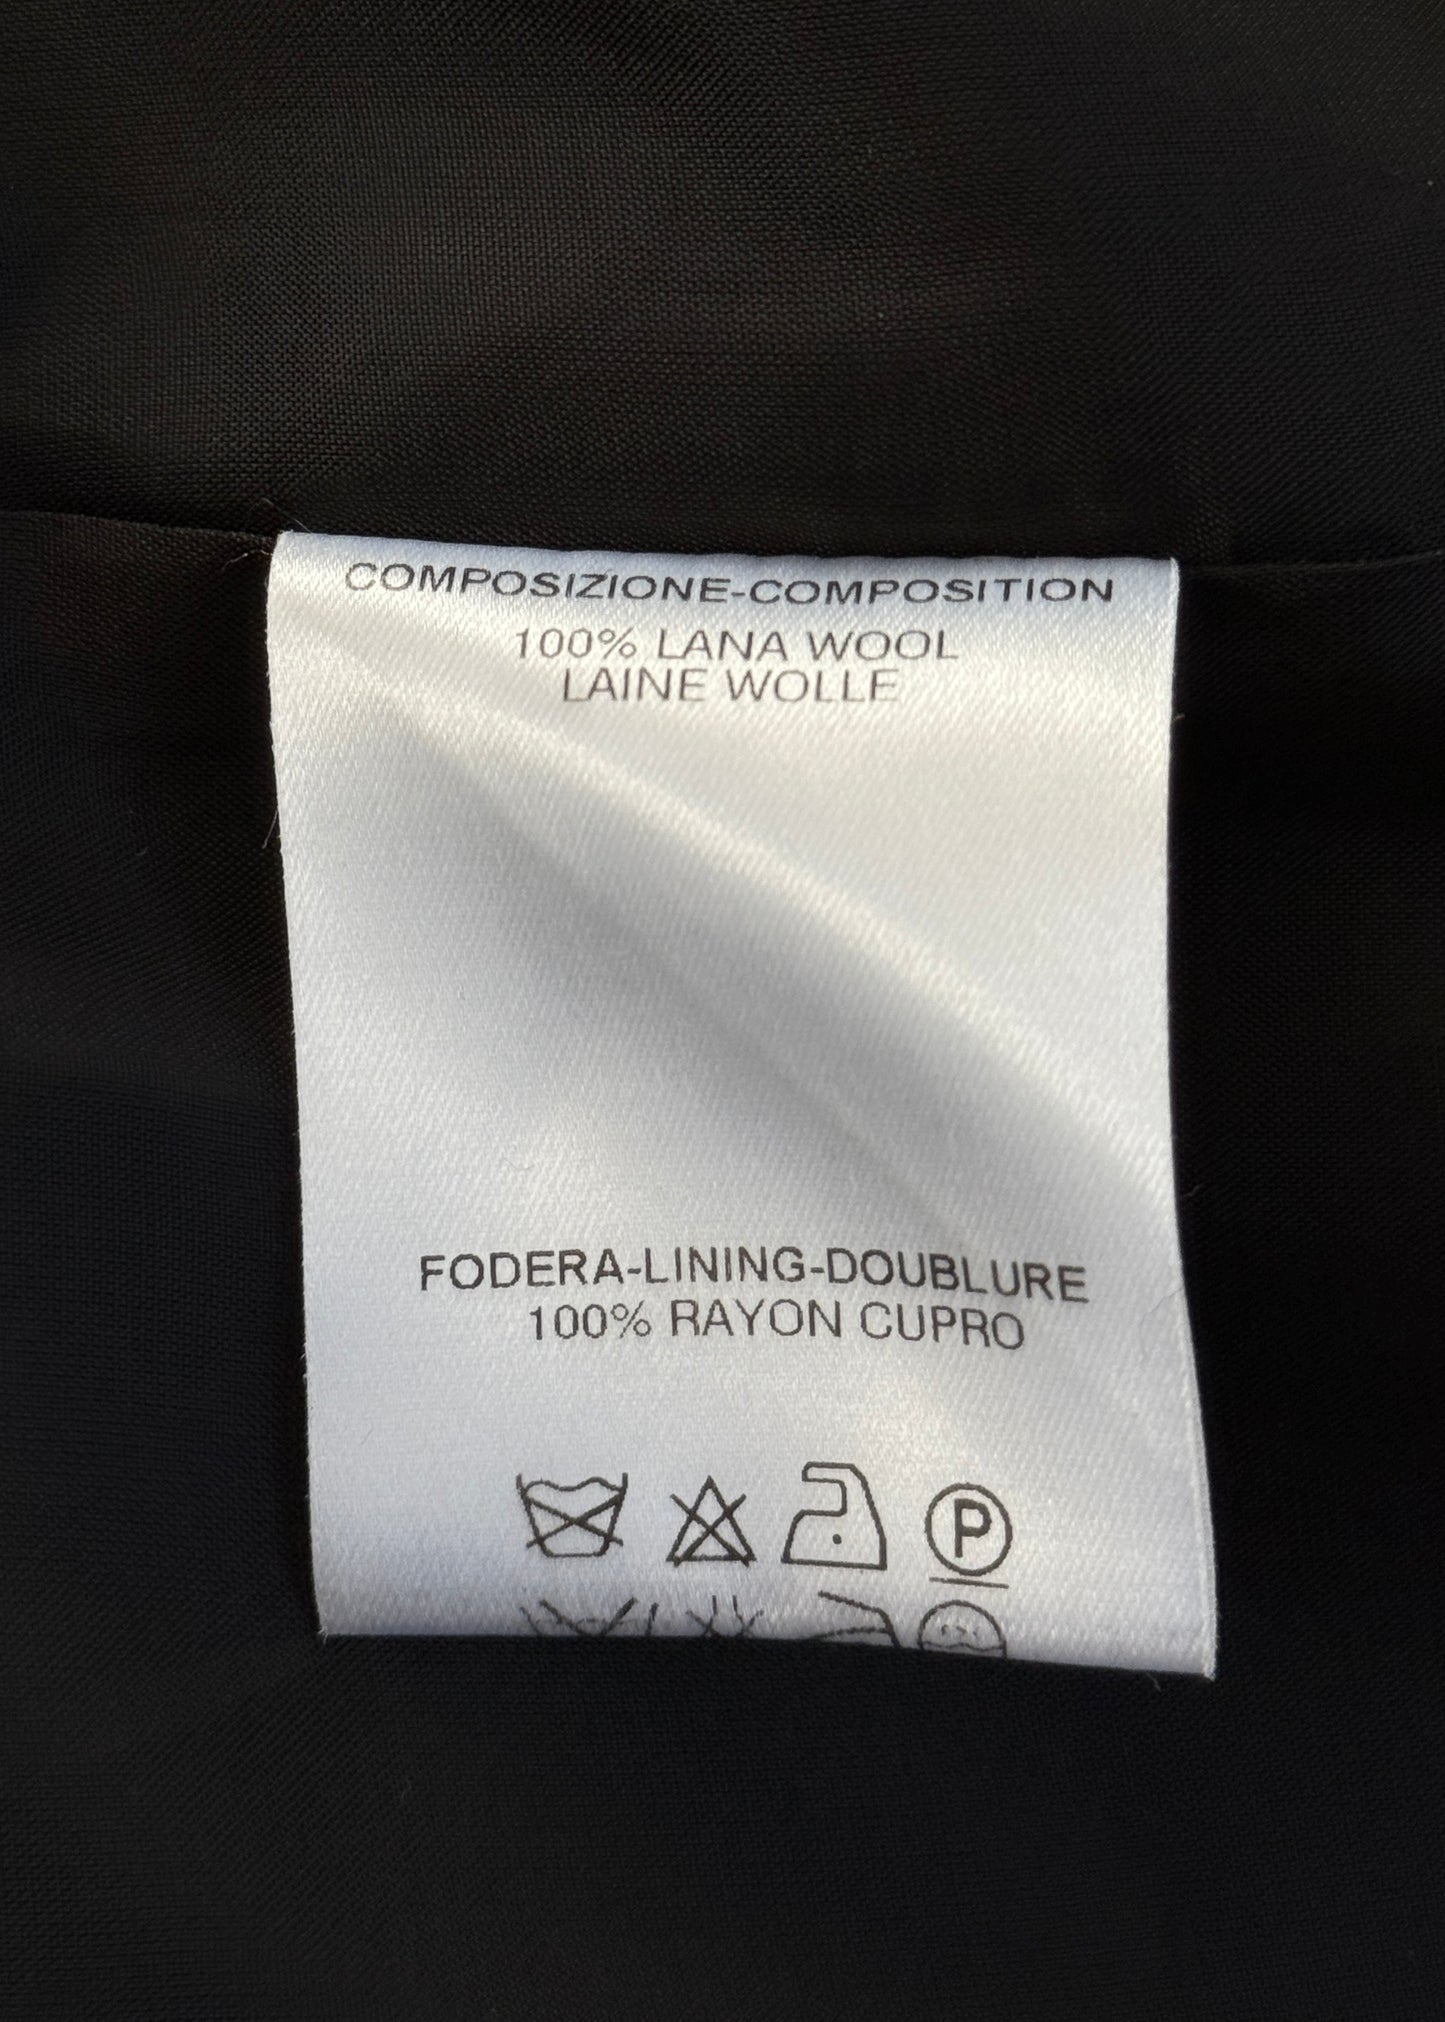 COMPOSIZIONE-COMPOSITION
100% LANA WOOL
LAINE WOLLE
FODERA-LINING-DOUBLURE
100% RAYON CUPRO
P